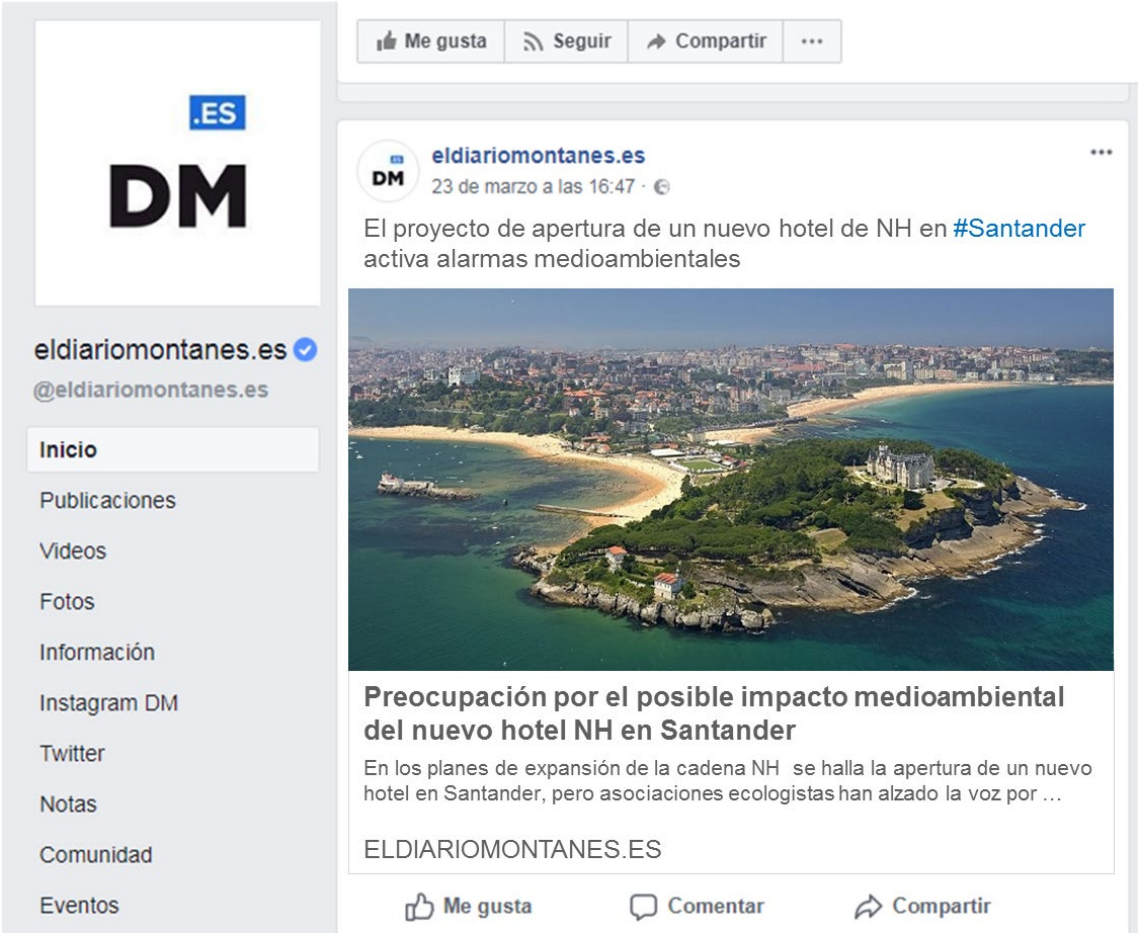 .ES
DM
eldiariomontanes.es
@eldiariomontanes.es
Inicio
Publicaciones
Videos
Fotos
Información
Instagram DM
Twitter
Notas
Comunidad
Eventos
Me gusta Seguir Compartir ...
ES
DM
eldiariomontanes.es
23 de marzo a las 16:47 ·
El proyecto de apertura de un nuevo hotel de NH en #Santander
activa alarmas medioambientales
Preocupación por el posible impacto medioambiental
del nuevo hotel NH en Santander
En los planes de expansión de la cadena NH se halla la apertura de un nuevo
hotel en Santander, pero asociaciones ecologistas han alzado la voz por ...
ELDIARIOMONTANES.ES
Me gusta Comentar Compartir